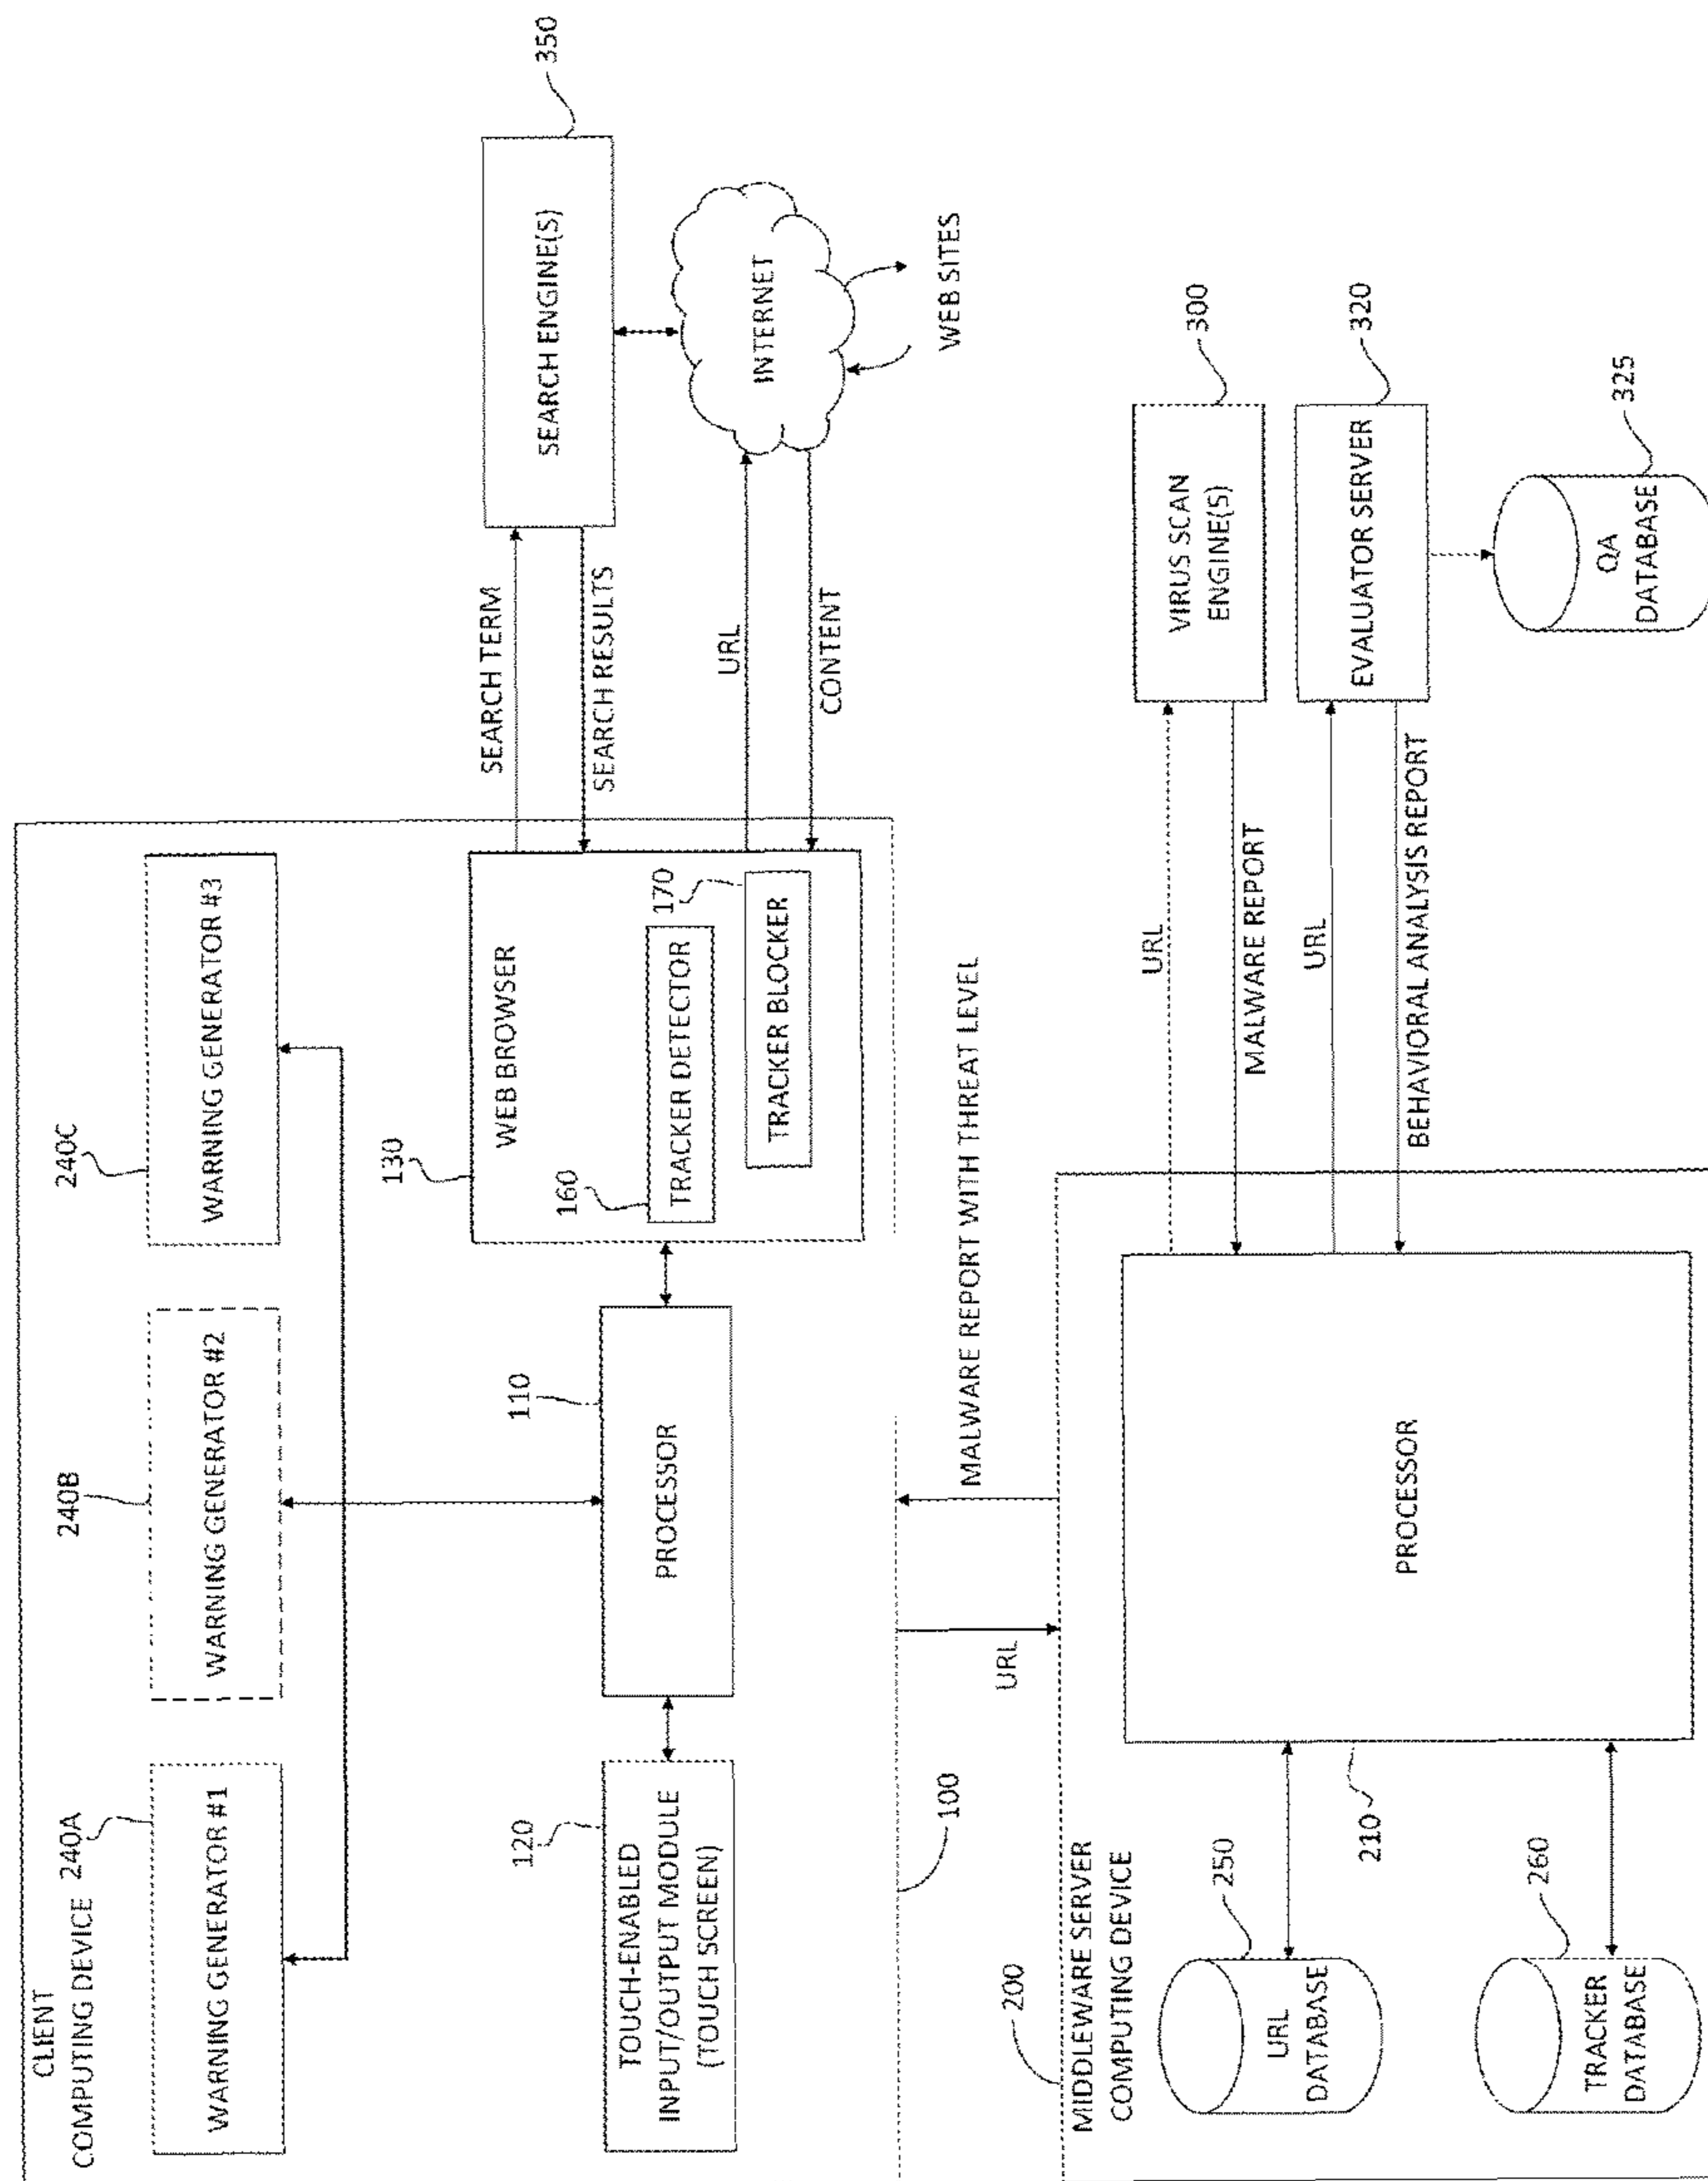 CLIENT
COMPUTING DEVICE
240A
WARNING GENERATOR #1
240B
WARNING GENERATOR #2
240C
WARNING GENERATOR #3
120
TOUCH-ENABLED
INPUT/OUTPUT MODULE
(TOUCH SCREEN)
110
PROCESSOR
130
WEB BROWSER
160
TRACKER DETECTOR
170
TRACKER BLOCKER
SEARCH TERM
SEARCH RESULTS
URL
CONTENT
350
SEARCH ENGINE(S)
INTERNET
WEB SITES
100
URL
MALWARE REPORT WITH THREAT LEVEL
200
MIDDLEWARE SERVER
COMPUTING DEVICE
250
URL
DATABASE
260
TRACKER
DATABASE
210
PROCESSOR
URL
MALWARE REPORT
URL
BEHAVIORAL ANALYSIS REPORT
300
VIRUS SCAN
ENGINE(S)
320
EVALUATOR SERVER
325
QA
DATABASE